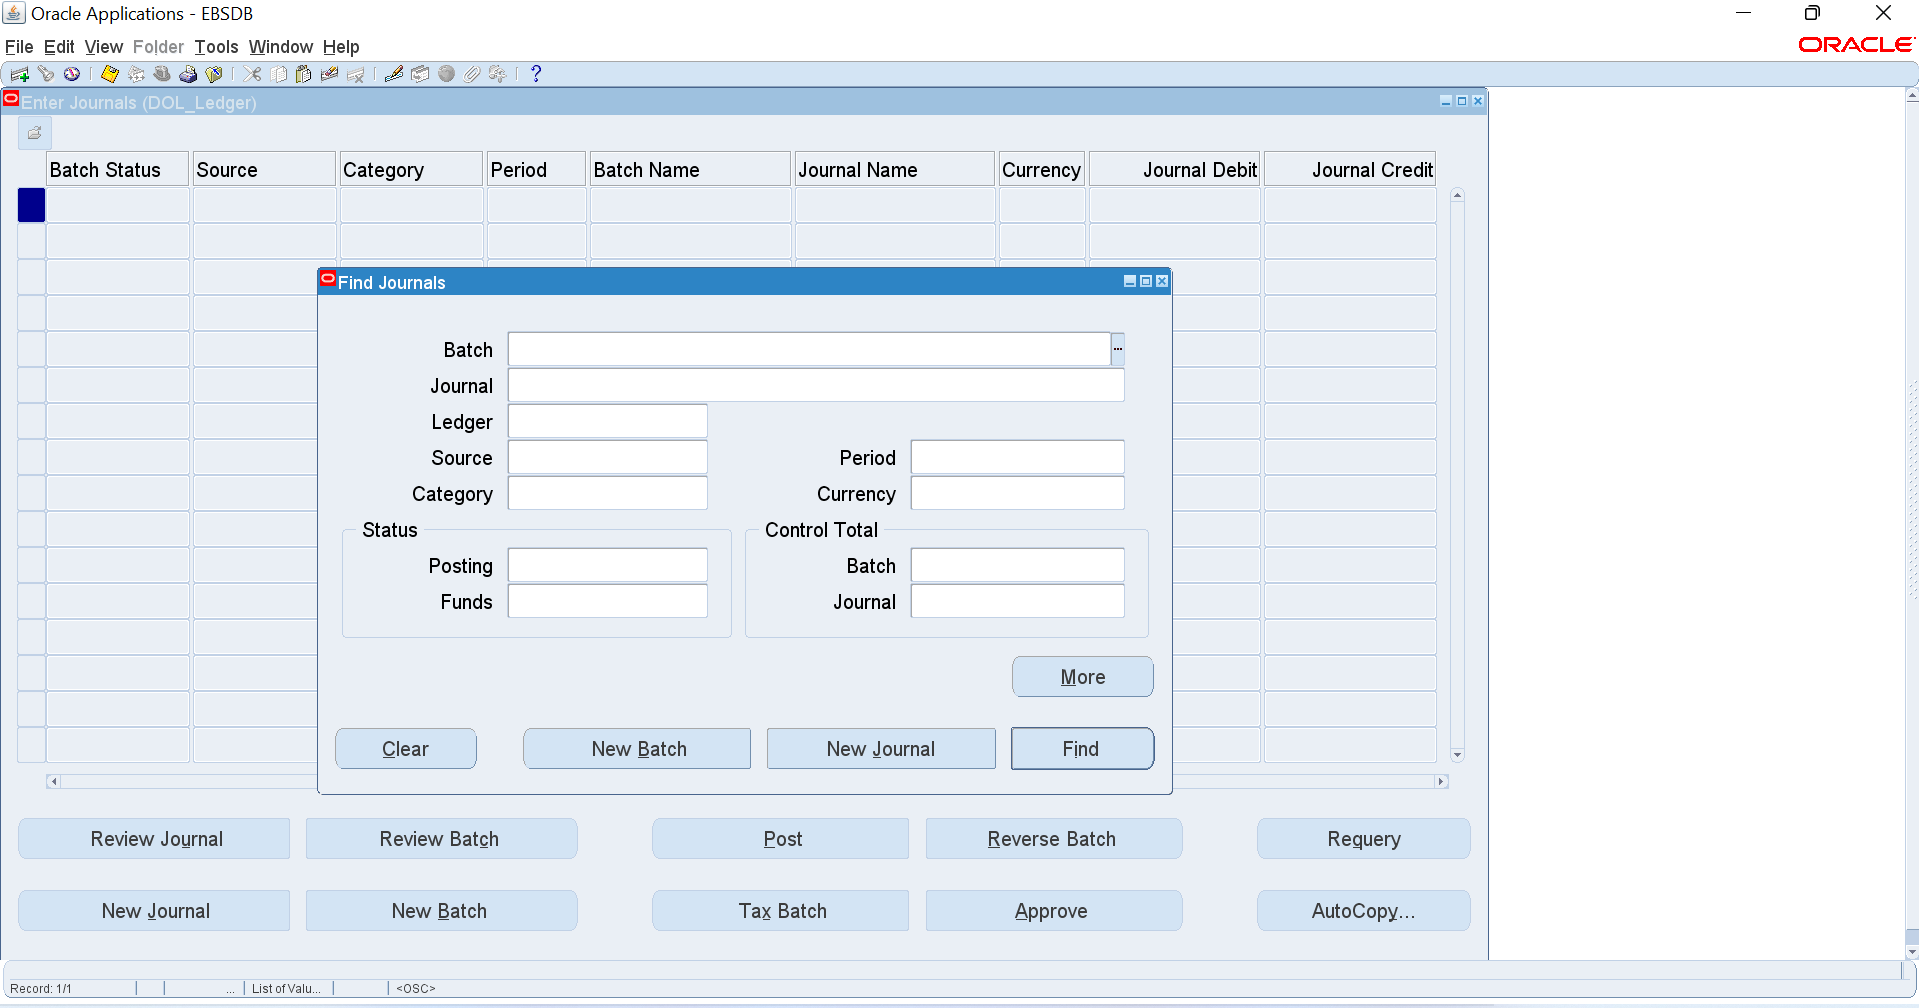 Oracle Applications - EBSDB
File Edit View Folder Tools Window Help
ORACLE
Enter Journals (DOL_Ledger)
Batch Status Source Category Period Batch Name Journal Name Currency Journal Debit Journal Credit
Find Journals
Batch
...
Journal
Ledger
Source Period
Category Currency
Status Control Total
Posting Batch
Funds Journal
More
Clear New Batch New Journal Find
Review Journal Review Batch Post Reverse Batch Requery
New Journal New Batch Tax Batch Approve AutoCopy...
Record: 1/1 ... List of Valu... <OSC>